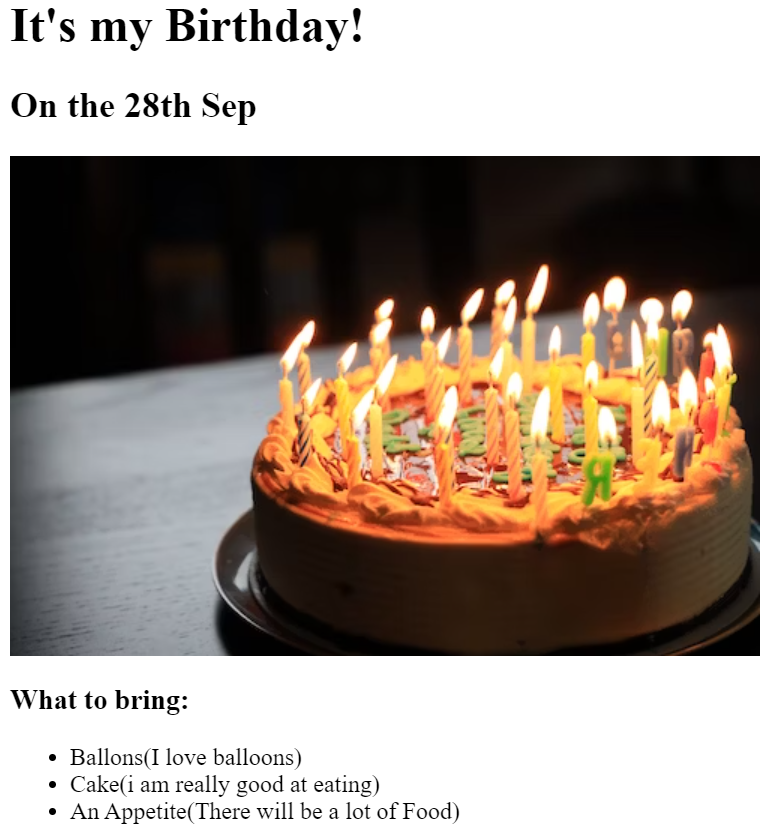 It's my Birthday!
On the 28th Sep
What to bring:
Ballons(I love balloons)
Cake(i am really good at eating)
An Appetite(There will be a lot of Food)